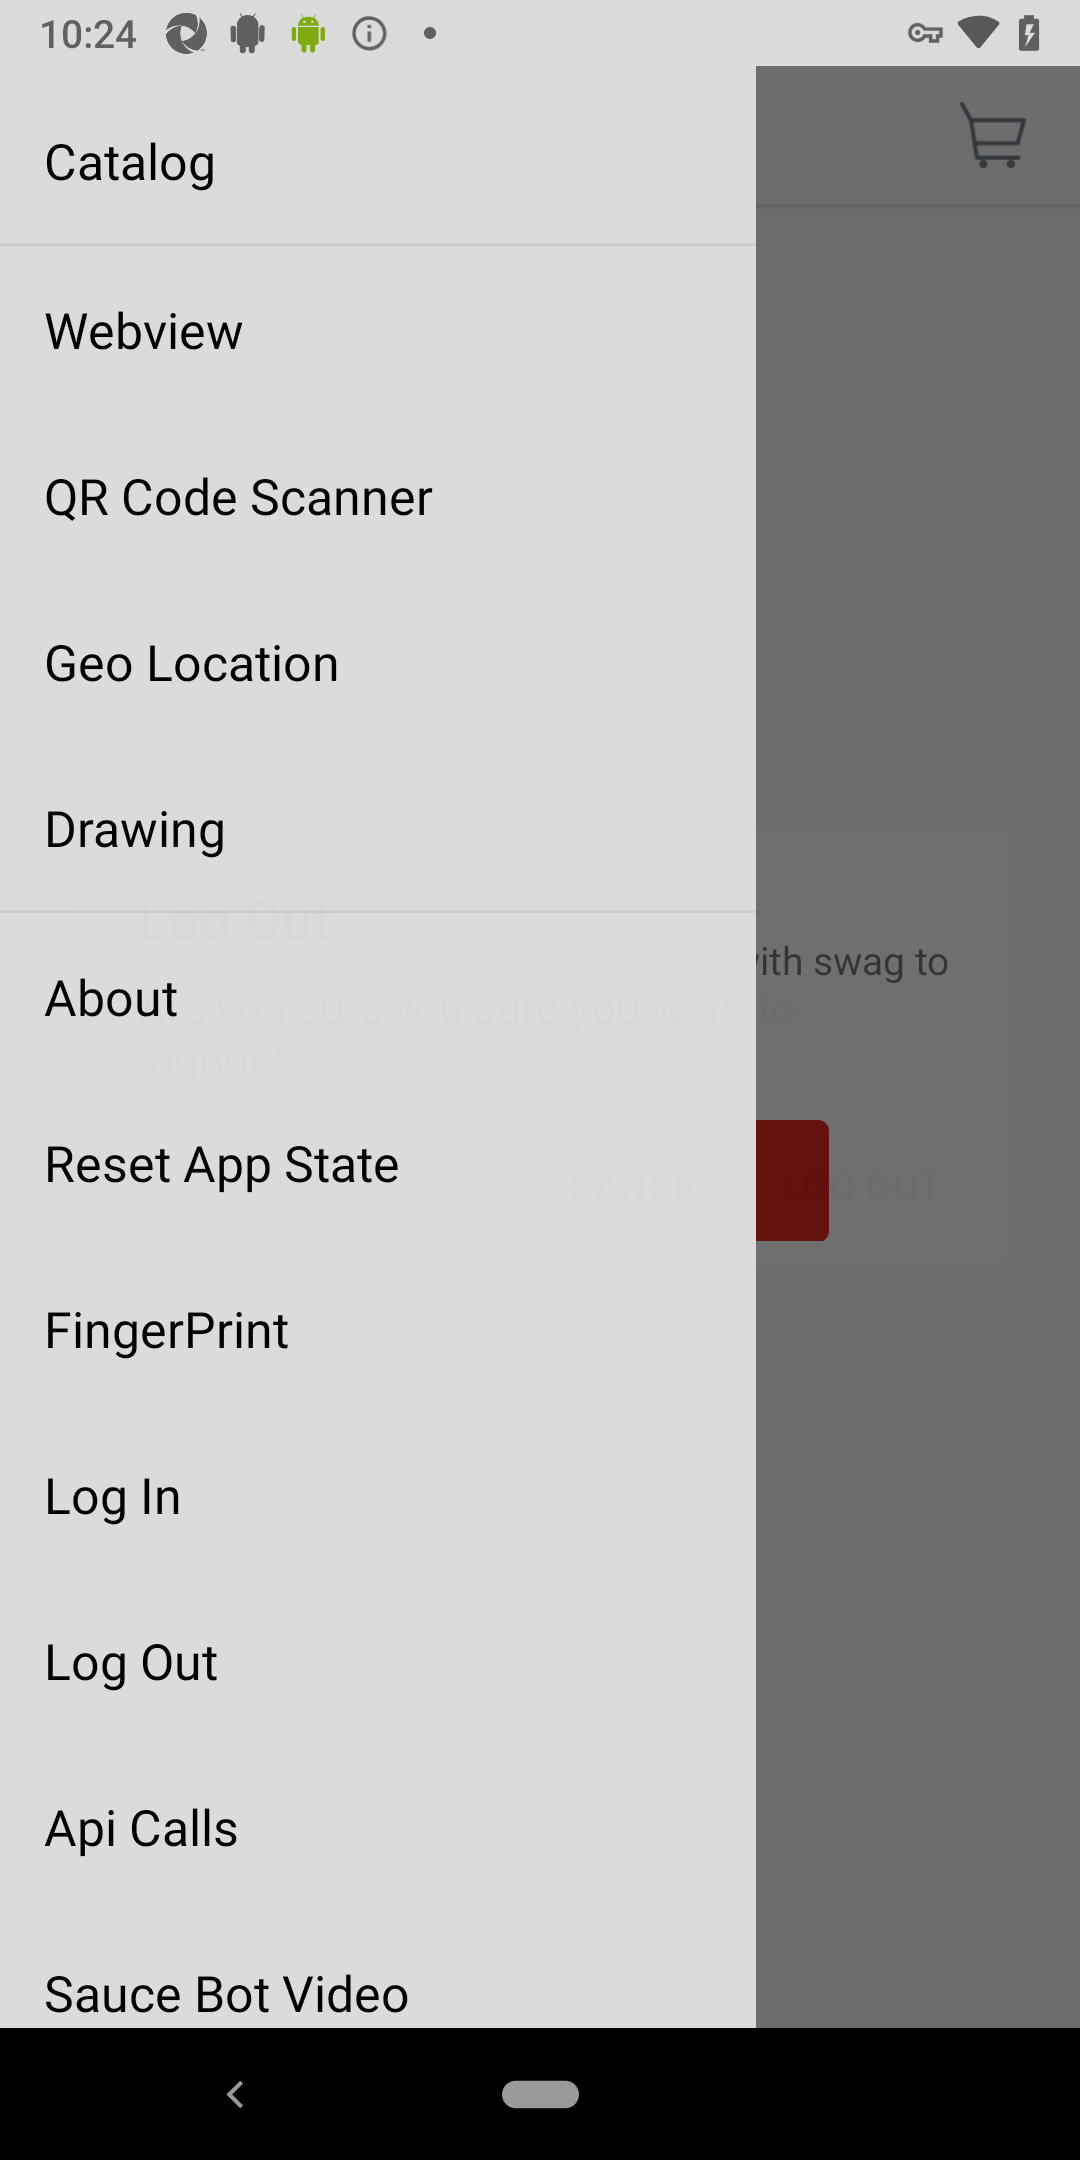 10:24
Catalog
Webview
QR Code Scanner
Geo Location
Drawing
Log Out
with swag to
About
you sure you sure you want to
logout?
Reset App State
CANCEL LOG OUT
FingerPrint
Log In
Log Out
Api Calls
Sauce Bot Video